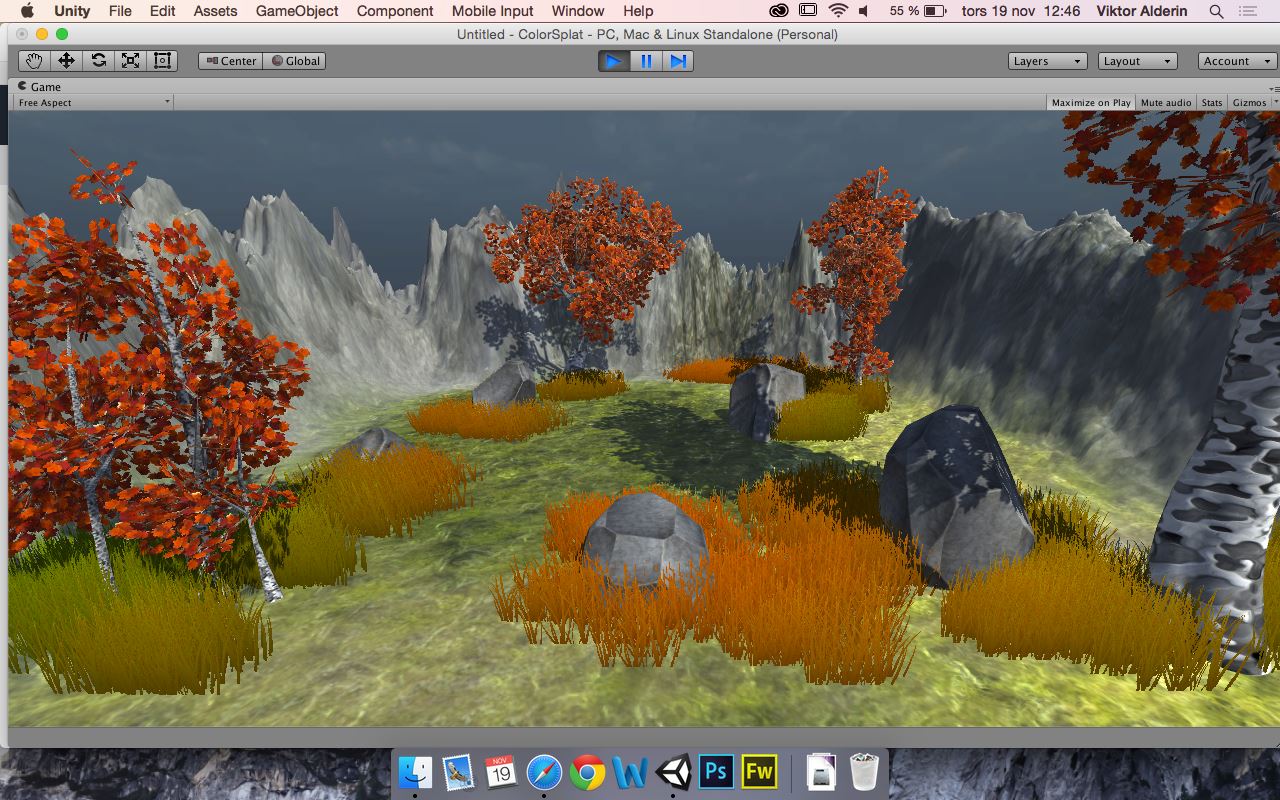 Unity File Edit Assets GameObject Component Mobile Input Window Help 55 % tors 19 nov 12:46 Viktor Alderin
Untitled - ColorSplat - PC, Mac & Linux Standalone (Personal)
Center Global Layers Layout Account
Game
Free Aspect Maximize on Play Mute audio Stats Gizmos
NOV
19 Ps Fw